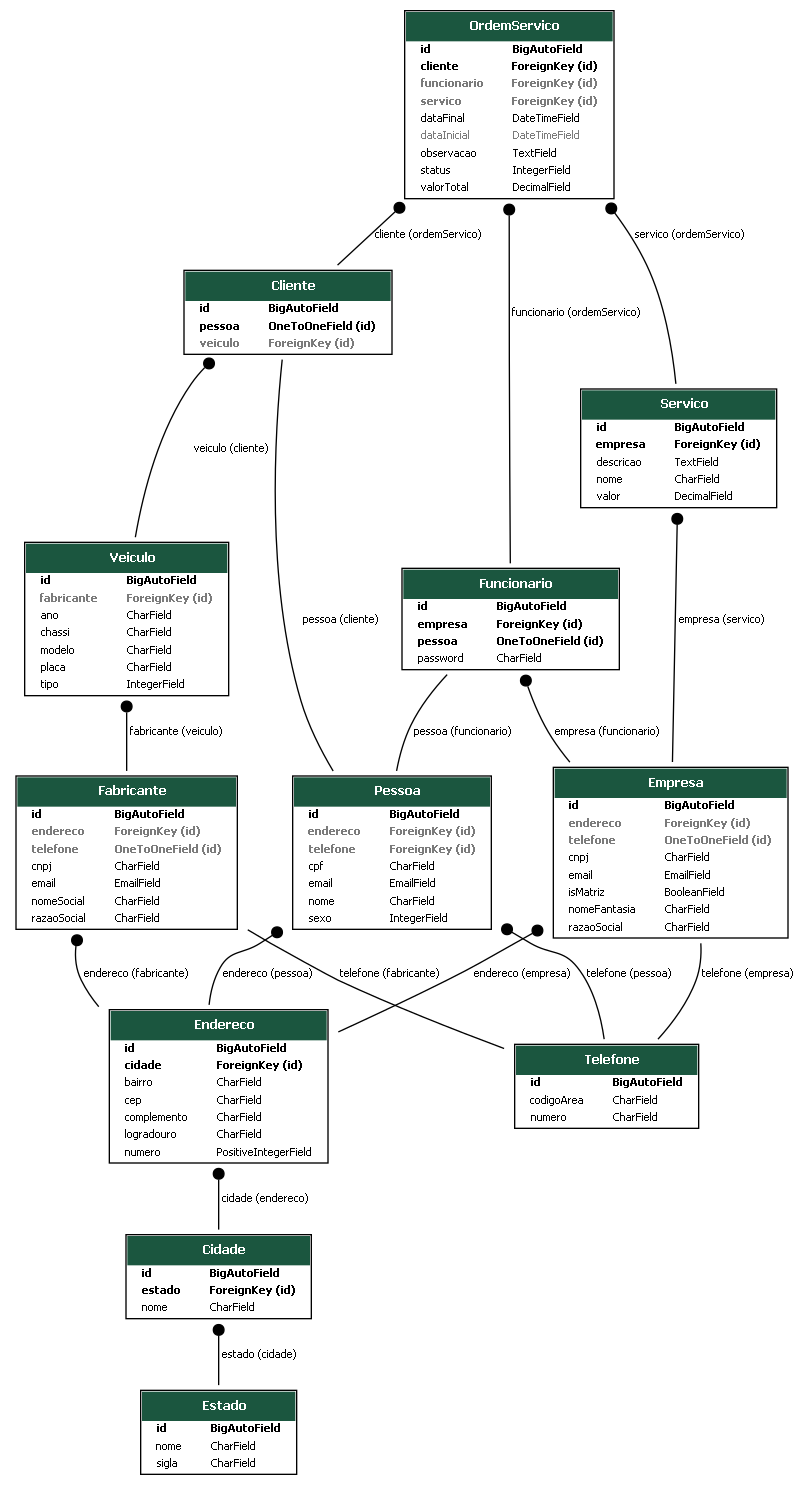 OrdemServico
id BigAutoField
cliente ForeignKey (id)
funcionario ForeignKey (id)
servico ForeignKey (id)
dataFinal DateTimeField
dataInicial DateTimeField
observacao TextField
status IntegerField
valorTotal DecimalField
cliente (ordemServico)
servico (ordemServico)
funcionario (ordemServico)
Cliente
id BigAutoField
pessoa OneToOneField (id)
veiculo ForeignKey (id)
Servico
id BigAutoField
empresa ForeignKey (id)
descricao TextField
nome CharField
valor DecimalField
veiculo (cliente)
pessoa (cliente)
empresa (servico)
Veiculo
id BigAutoField
fabricante ForeignKey (id)
ano CharField
chassi CharField
modelo CharField
placa CharField
tipo IntegerField
Funcionario
id BigAutoField
empresa ForeignKey (id)
pessoa OneToOneField (id)
password CharField
fabricante (veiculo)
pessoa (funcionario)
empresa (funcionario)
Fabricante
id BigAutoField
endereco ForeignKey (id)
telefone OneToOneField (id)
cnpj CharField
email EmailField
nomeSocial CharField
razaoSocial CharField
Pessoa
id BigAutoField
endereco ForeignKey (id)
telefone ForeignKey (id)
cpf CharField
email EmailField
nome CharField
sexo IntegerField
Empresa
id BigAutoField
endereco ForeignKey (id)
telefone OneToOneField (id)
cnpj CharField
email EmailField
isMatriz BooleanField
nomeFantasia CharField
razaoSocial CharField
endereco (fabricante)
endereco (pessoa)
telefone (fabricante)
endereco (empresa)
telefone (pessoa)
telefone (empresa)
Endereco
id BigAutoField
cidade ForeignKey (id)
bairro CharField
cep CharField
complemento CharField
logradouro CharField
numero PositiveIntegerField
Telefone
id BigAutoField
codigoArea CharField
numero CharField
cidade (endereco)
Cidade
id BigAutoField
estado ForeignKey (id)
nome CharField
estado (cidade)
Estado
id BigAutoField
nome CharField
sigla CharField